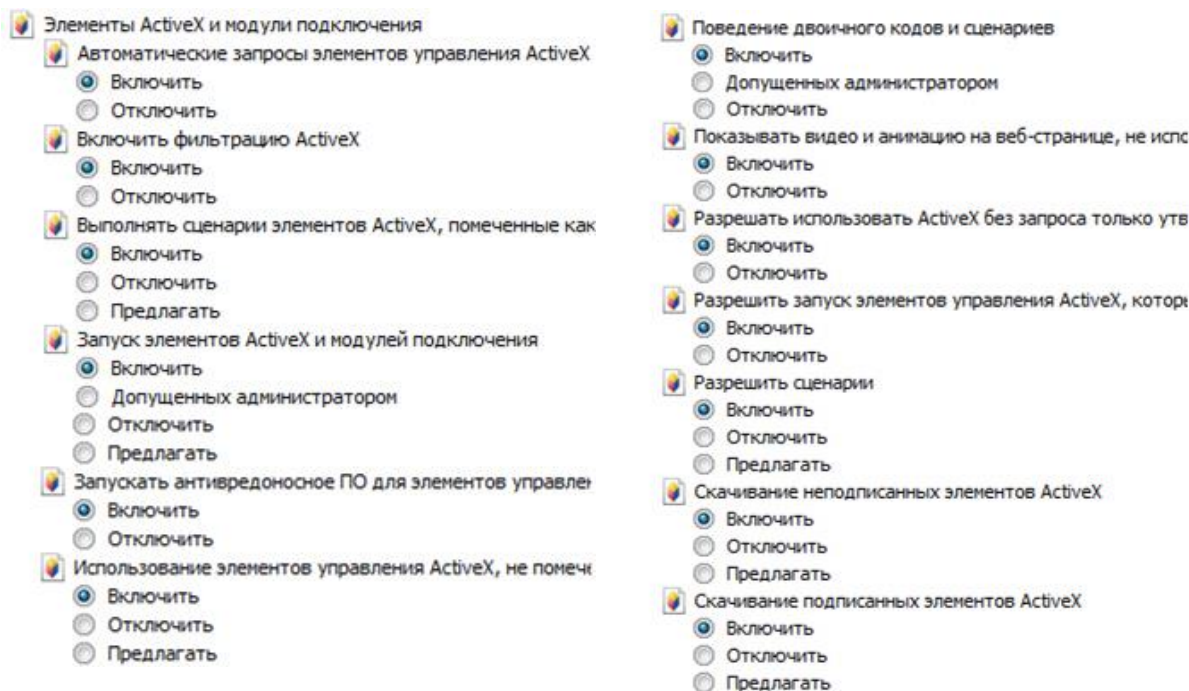 Элементы ActiveX и модули подключения
Автоматические запросы элементов управления ActiveX
Включить
Отключить
Включить фильтрацию ActiveX
Включить
Отключить
Выполнять сценарии элементов ActiveX, помеченные как
Включить
Отключить
Предлагать
Запуск элементов ActiveX и модулей подключения
Включить
Допущенных администратором
Отключить
Предлагать
Запускать антивредоносное ПО для элементов управлен
Включить
Отключить
Использование элементов управления ActiveX, не помече
Включить
Отключить
Предлагать
Поведение двоичного кодов и сценариев
Включить
Допущенных администратором
Отключить
Показывать видео и анимацию на веб-странице, не испо
Включить
Отключить
Разрешать использовать ActiveX без запроса только утв
Включить
Отключить
Разрешить запуск элементов управления ActiveX, которы
Включить
Отключить
Разрешить сценарии
Включить
Отключить
Предлагать
Скачивание неподписанных элементов ActiveX
Включить
Отключить
Предлагать
Скачивание подписанных элементов ActiveX
Включить
Отключить
Предлагать